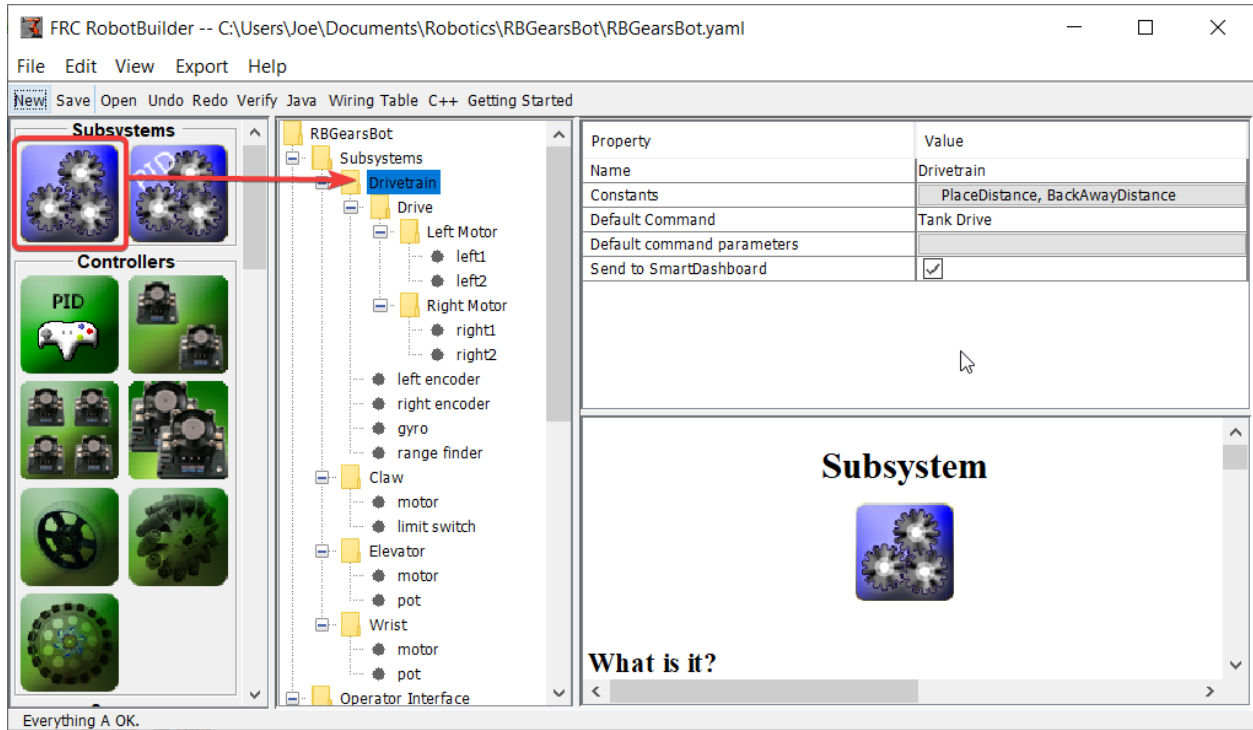 FRC RobotBuilder -- C:\Users\Joe\Documents\Robotics\RBGearsBot\RBGearsBot.yaml
File Edit View Export Help
New Save Open Undo Redo Verify Java Wiring Table C++ Getting Started
Subsystems
PID
Controllers
PID
RBGearsBot
Subsystems
Drivetrain
Drive
Left Motor
left1
left2
Right Motor
right1
right2
left encoder
right encoder
gyro
range finder
Claw
motor
limit switch
Elevator
motor
pot
Wrist
motor
pot
Operator Interface
Property Value
Name Drivetrain
Constants PlaceDistance, BackAwayDistance
Default Command Tank Drive
Default command parameters
Send to SmartDashboard
Subsystem
What is it?
Everything A OK.